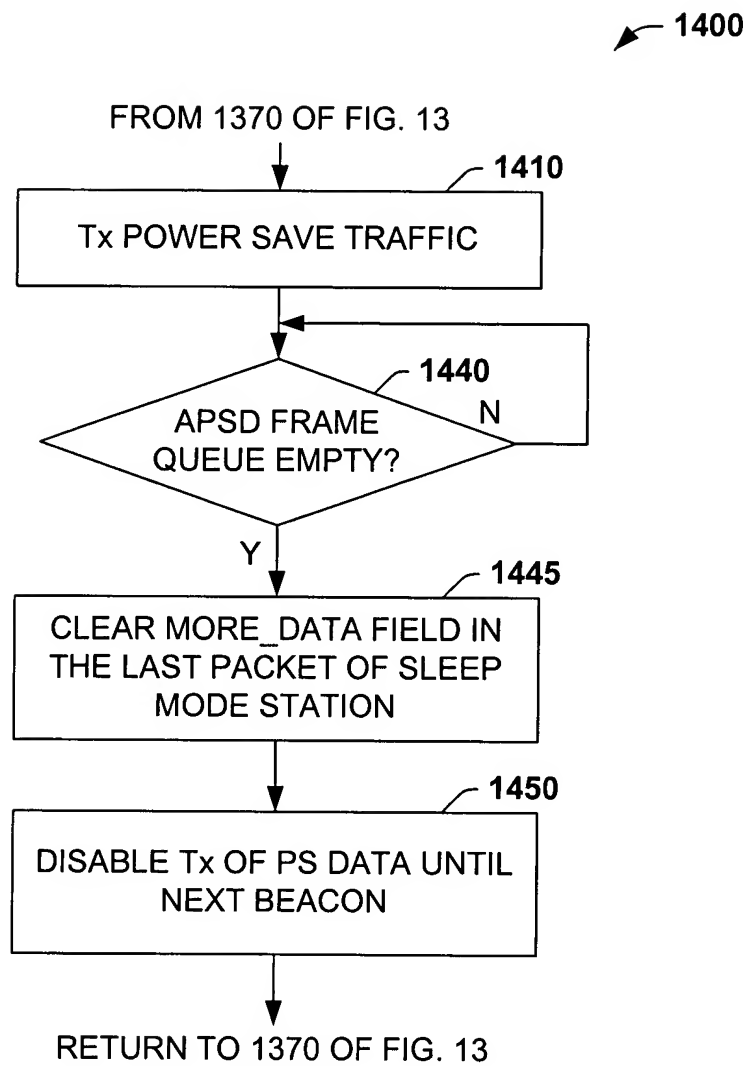 1400
FROM 1370 OF FIG. 13
1410
Tx POWER SAVE TRAFFIC
1440
APSD FRAME
QUEUE EMPTY?
N
Y
1445
CLEAR MORE_DATA FIELD IN
THE LAST PACKET OF SLEEP
MODE STATION
1450
DISABLE Tx OF PS DATA UNTIL
NEXT BEACON
RETURN TO 1370 OF FIG. 13